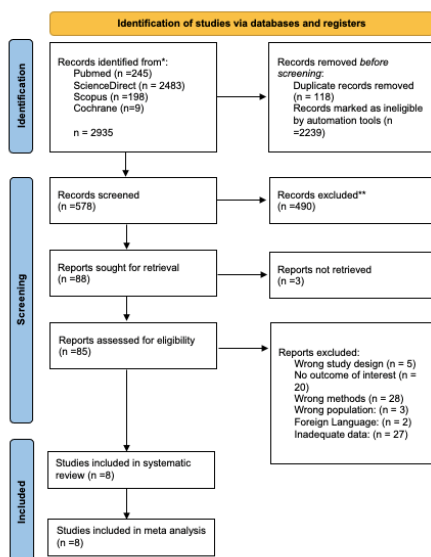 Identification of studies via databases and registers
Identification
Records identified from*:
Pubmed (n =245)
ScienceDirect (n = 2483)
Scopus (n=198)
Cochrane (n=9)
n = 2935
Records removed before
screening:
Duplicate records removed
(n = 118)
Records marked as ineligible
by automation tools (n
=2239)
Screening
Records screened
(n =578)
Records excluded**
(n =490)
Reports sought for retrieval
(n =88)
Reports not retrieved
(n =3)
Reports assessed for eligibility
(n =85)
Reports excluded:
Wrong study design (n = 5)
No outcome of interest (n =
20)
Wrong methods (n = 28)
Wrong population: (n = 3)
Foreign Language: (n = 2)
Inadequate data: (n = 27)
Included
Studies included in systematic
review (n =8)
Studies included in meta analysis
(n =8)